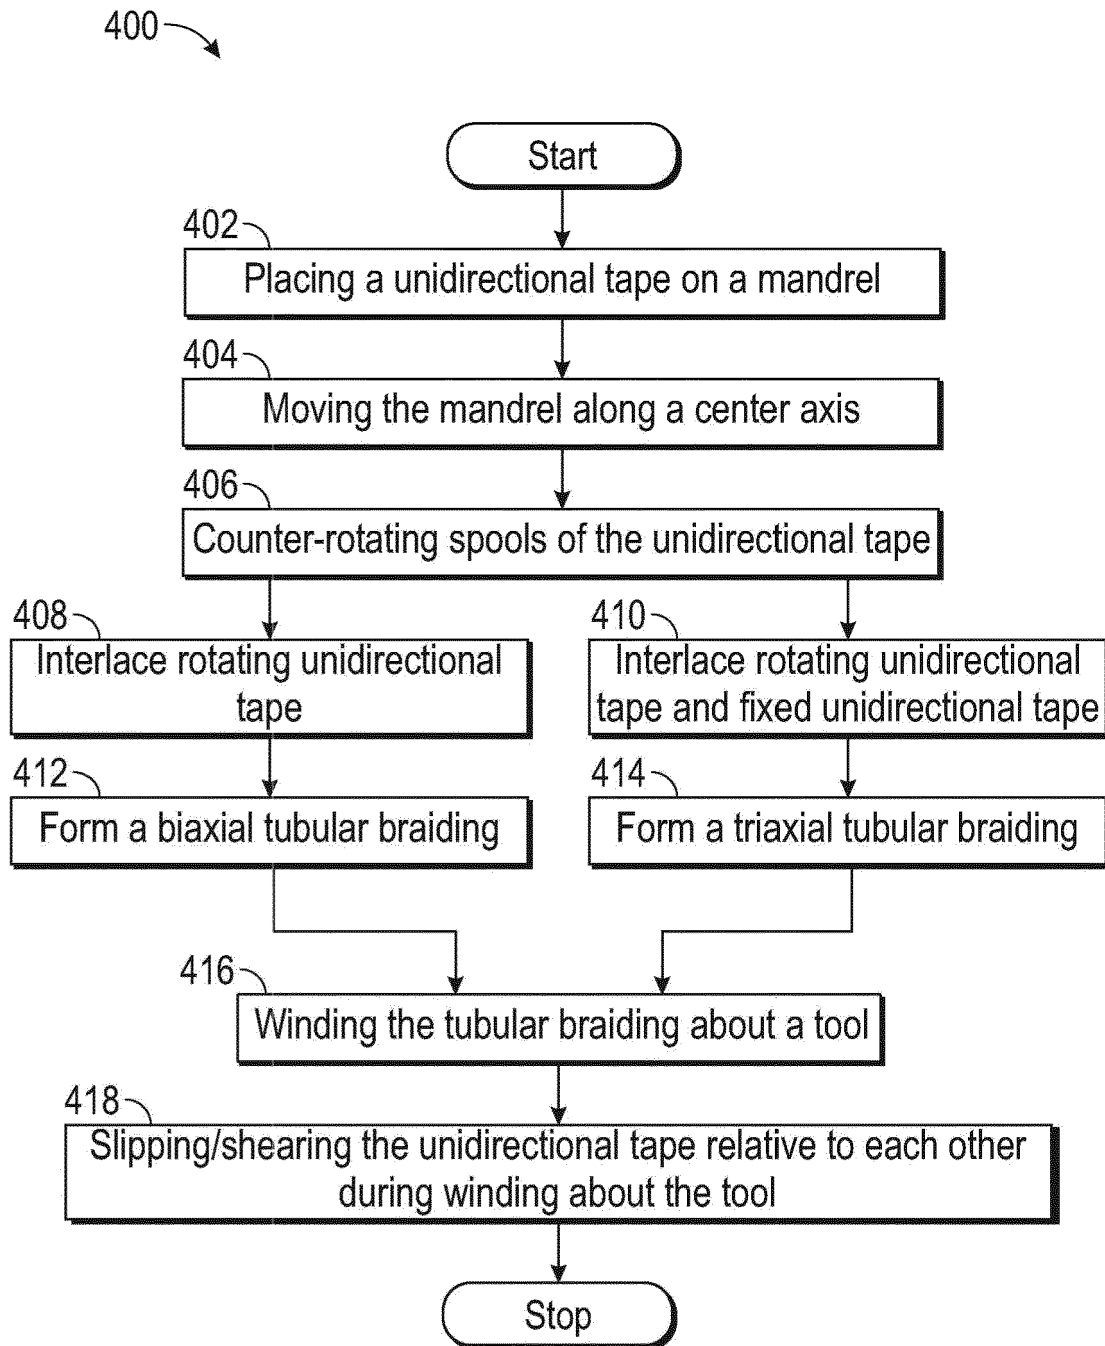 400
Start
402
Placing a unidirectional tape on a mandrel
404
Moving the mandrel along a center axis
406
Counter-rotating spools of the unidirectional tape
408
Interlace rotating unidirectional
tape
410
Interlace rotating unidirectional
tape and fixed unidirectional tape
412
Form a biaxial tubular braiding
414
Form a triaxial tubular braiding
416
Winding the tubular braiding about a tool
418
Slipping/shearing the unidirectional tape relative to each other
during winding about the tool
Stop